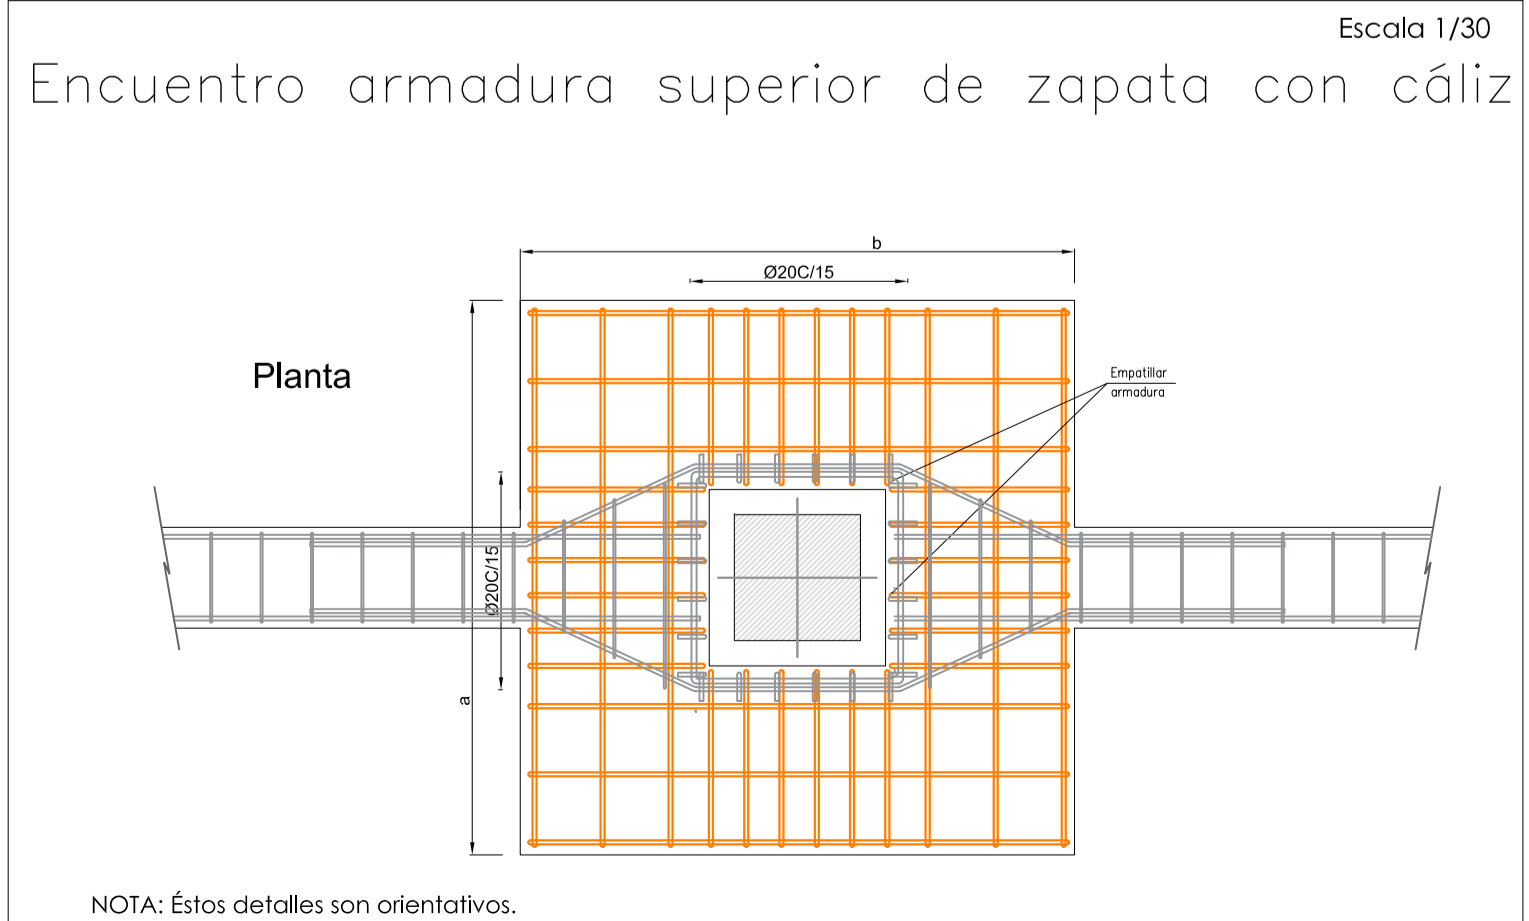 Escala 1/30
Encuentro armadura superior de zapata con cáliz
b
Ø20C/15
Planta
Empatillar
armadura
Ø20C/15
a
NOTA: Éstos detalles son orientativos.